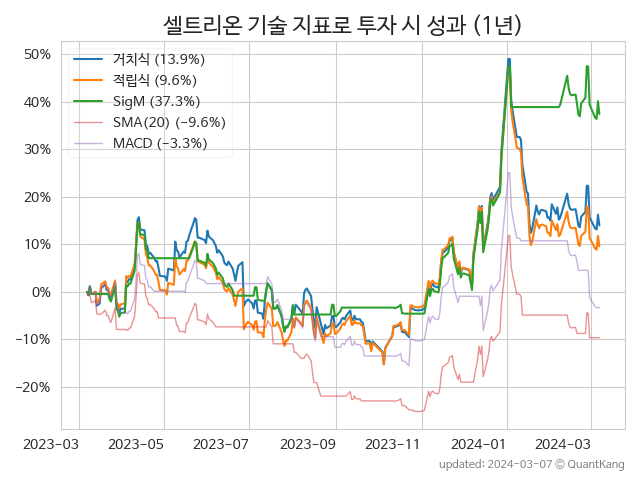 셀트리온 기술 지표로 투자 시 성과 (1년)
거치식 (13.9%)
적립식 (9.6%)
SigM (37.3%)
SMA(20) (−9.6%)
MACD (−3.3%)
50%
40%
30%
20%
10%
0%
−10%
−20%
2023-03 2023-05 2023-07 2023-09 2023-11 2024-01 2024-03
updated: 2024-03-07 © QuantKang